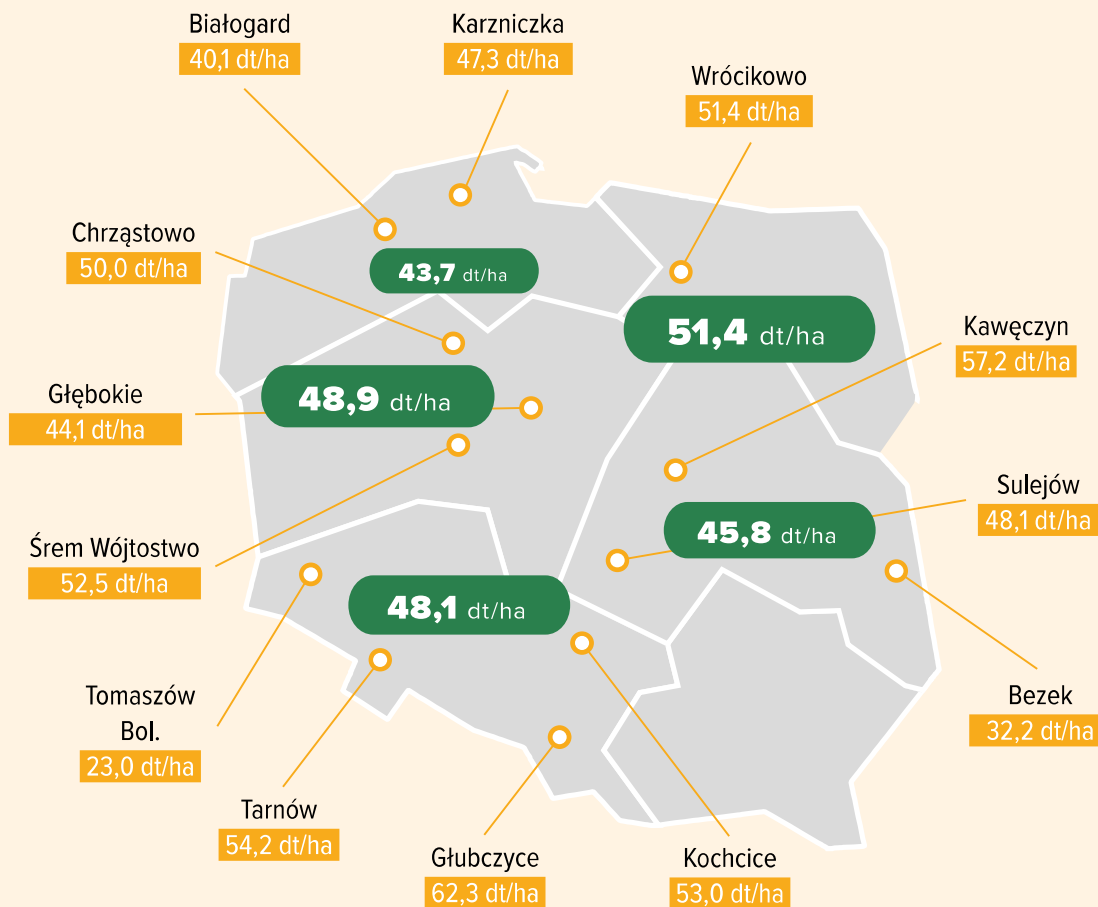 Białogard
40,1 dt/ha
Karzniczka
47,3 dt/ha
Wrócikowo
51,4 dt/ha
Chrząstowo
50,0 dt/ha
43,7 dt/ha
51,4 dt/ha
Kawęczyn
57,2 dt/ha
Głębokie
44,1 dt/ha
48,9 dt/ha
Sulejów
48,1 dt/ha
45,8 dt/ha
Śrem Wójtostwo
52,5 dt/ha
48,1 dt/ha
Tomaszów
Bol.
23,0 dt/ha
Bezek
32,2 dt/ha
Tarnów
54,2 dt/ha
Głubczyce
62,3 dt/ha
Kochcice
53,0 dt/ha